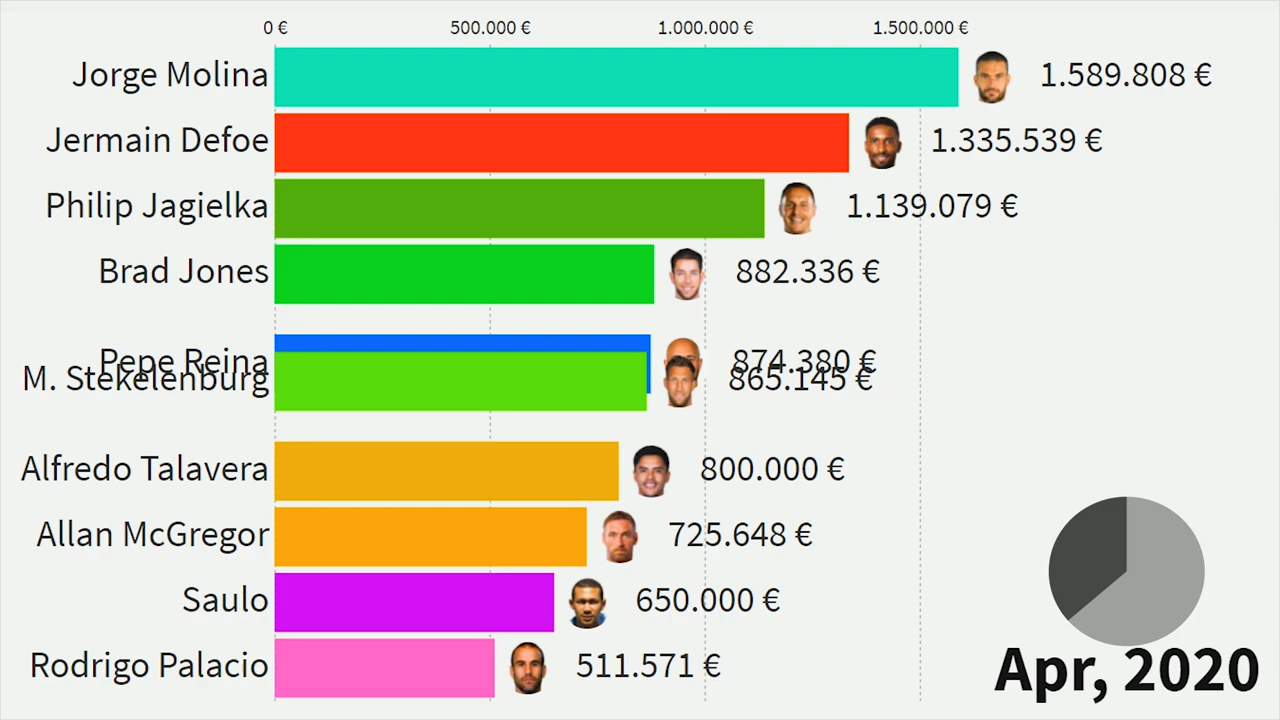 0 € 500.000 € 1.000.000 € 1.500.000 €
Jorge Molina 1.589.808 €
Jermain Defoe 1.335.539 €
Philip Jagielka 1.139.079 €
Brad Jones 882.336 €
Pepe Reina 874.380 €
M. Stekelenburg 865.145 €
Alfredo Talavera 800.000 €
Allan McGregor 725.648 €
Saulo 650.000 €
Rodrigo Palacio 511.571 €
Apr, 2020